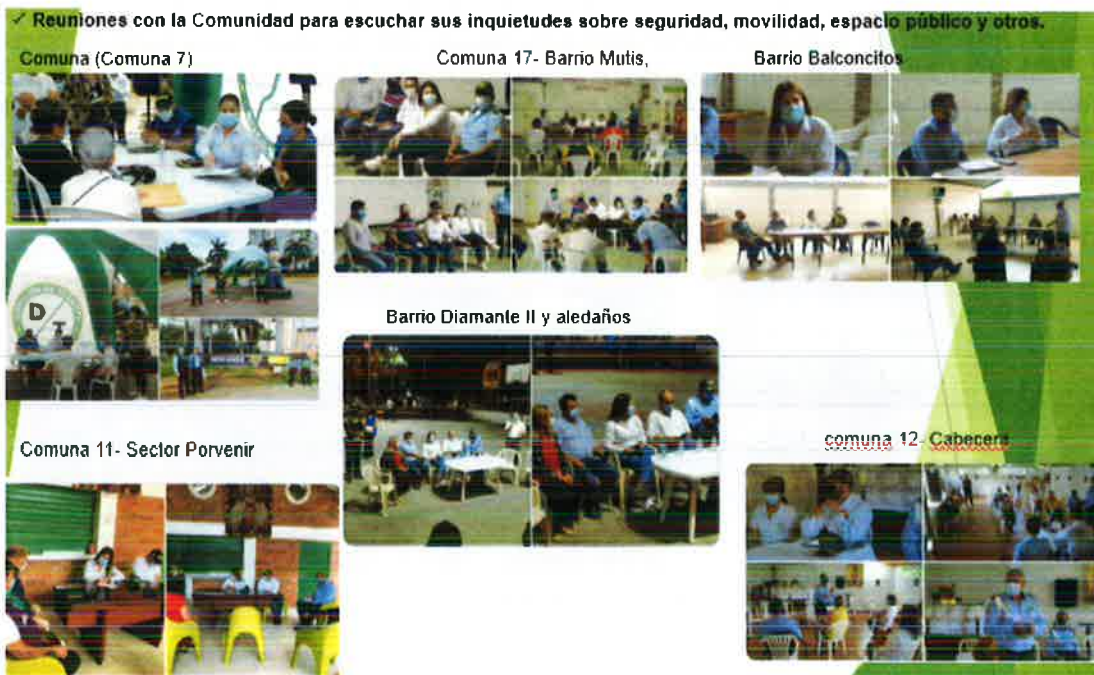 ✓ Reuniones con la Comunidad para escuchar sus inquietudes sobre seguridad, movilidad, espacio público y otros.
Comuna (Comuna 7)
Comuna 17- Barrio Mutis,
Barrio Balconcitos
D
Barrio Diamante II y aledaños
Comuna 11- Sector Porvenir
comuna 12- Cabecera